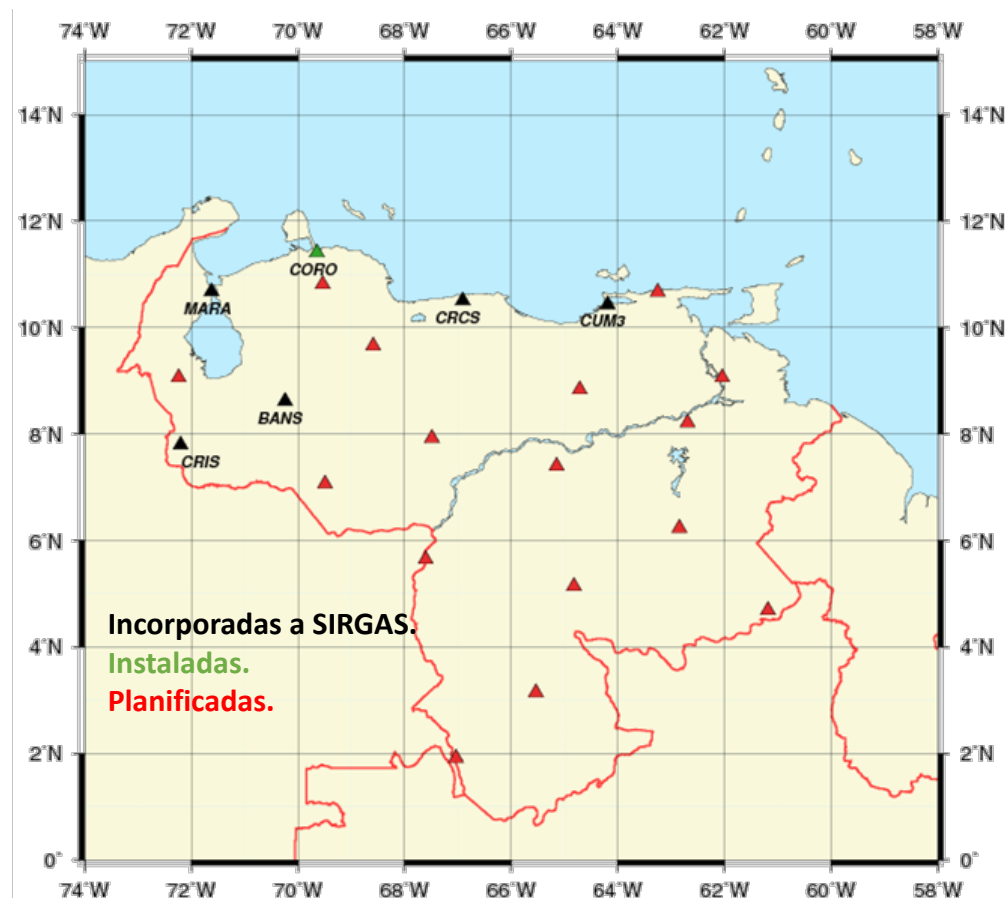 74°W 72°W 70°W 68°W 66°W 64°W 62°W 60°W 58°W
14°N 14°N
12°N 12°N
CORO
MARA
CRCS
CUM3
10°N 10°N
BANS
8°N 8°N
CRIS
6°N 6°N
Incorporadas a SIRGAS.
Instaladas.
4°N 4°N
Planificadas.
2°N 2°N
0° 0°
74°W 72°W 70°W 68°W 66°W 64°W 62°W 60°W 58°W